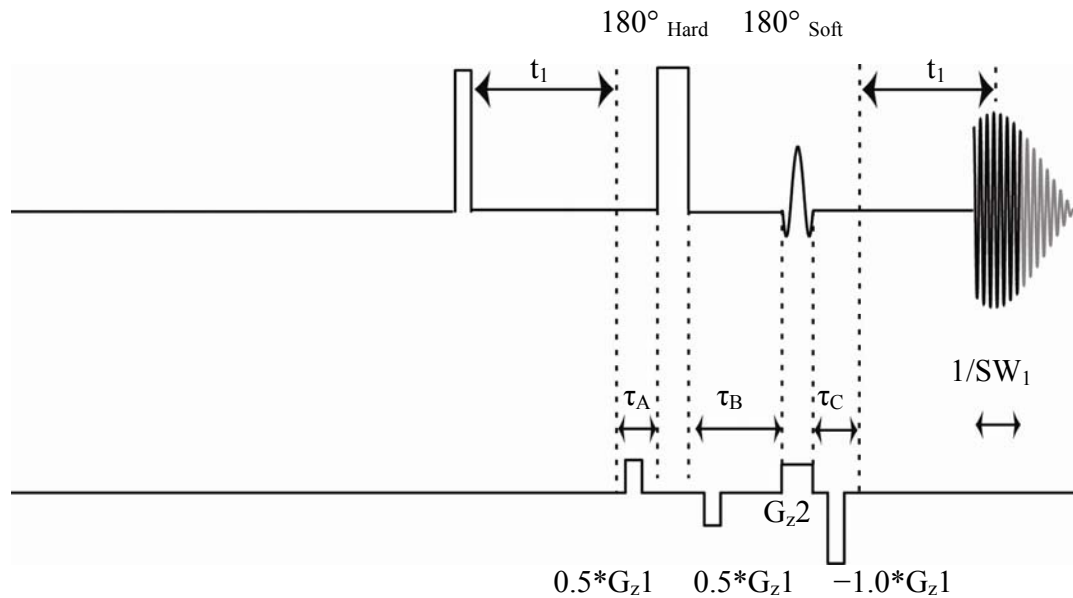 180° Hard 180° Soft
t₁ t₁
1/SW₁
τA τB τC
Gz2
0.5*Gz1 0.5*Gz1 −1.0*Gz1